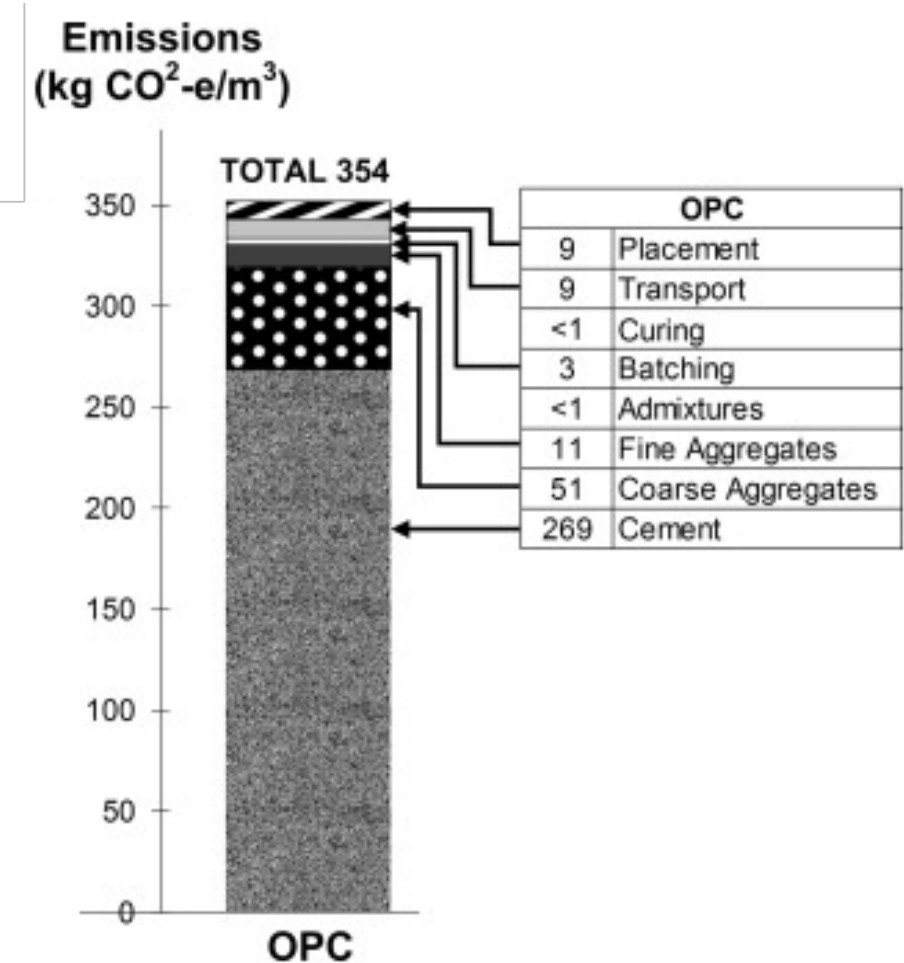 Emissions
(kg CO²-e/m³)
TOTAL 354
350
300
250
200
150
100
50
0
OPC
OPC
9 Placement
9 Transport
<1 Curing
3 Batching
<1 Admixtures
11 Fine Aggregates
51 Coarse Aggregates
269 Cement